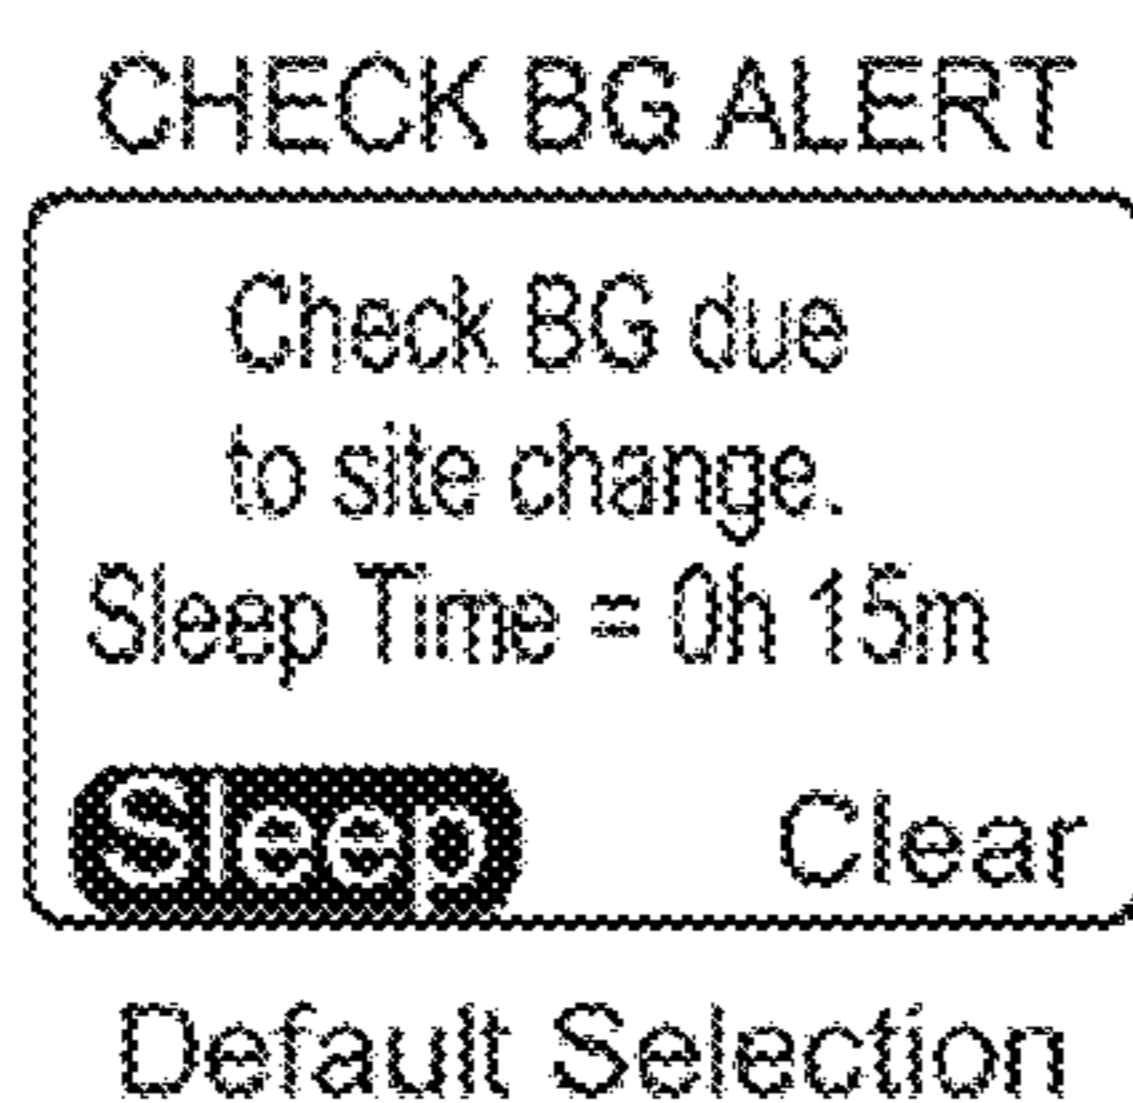 CHECK BG ALERT
Check BG due
to site change.
Sleep Time = 0h 15m
Sleep Clear
Default Selection